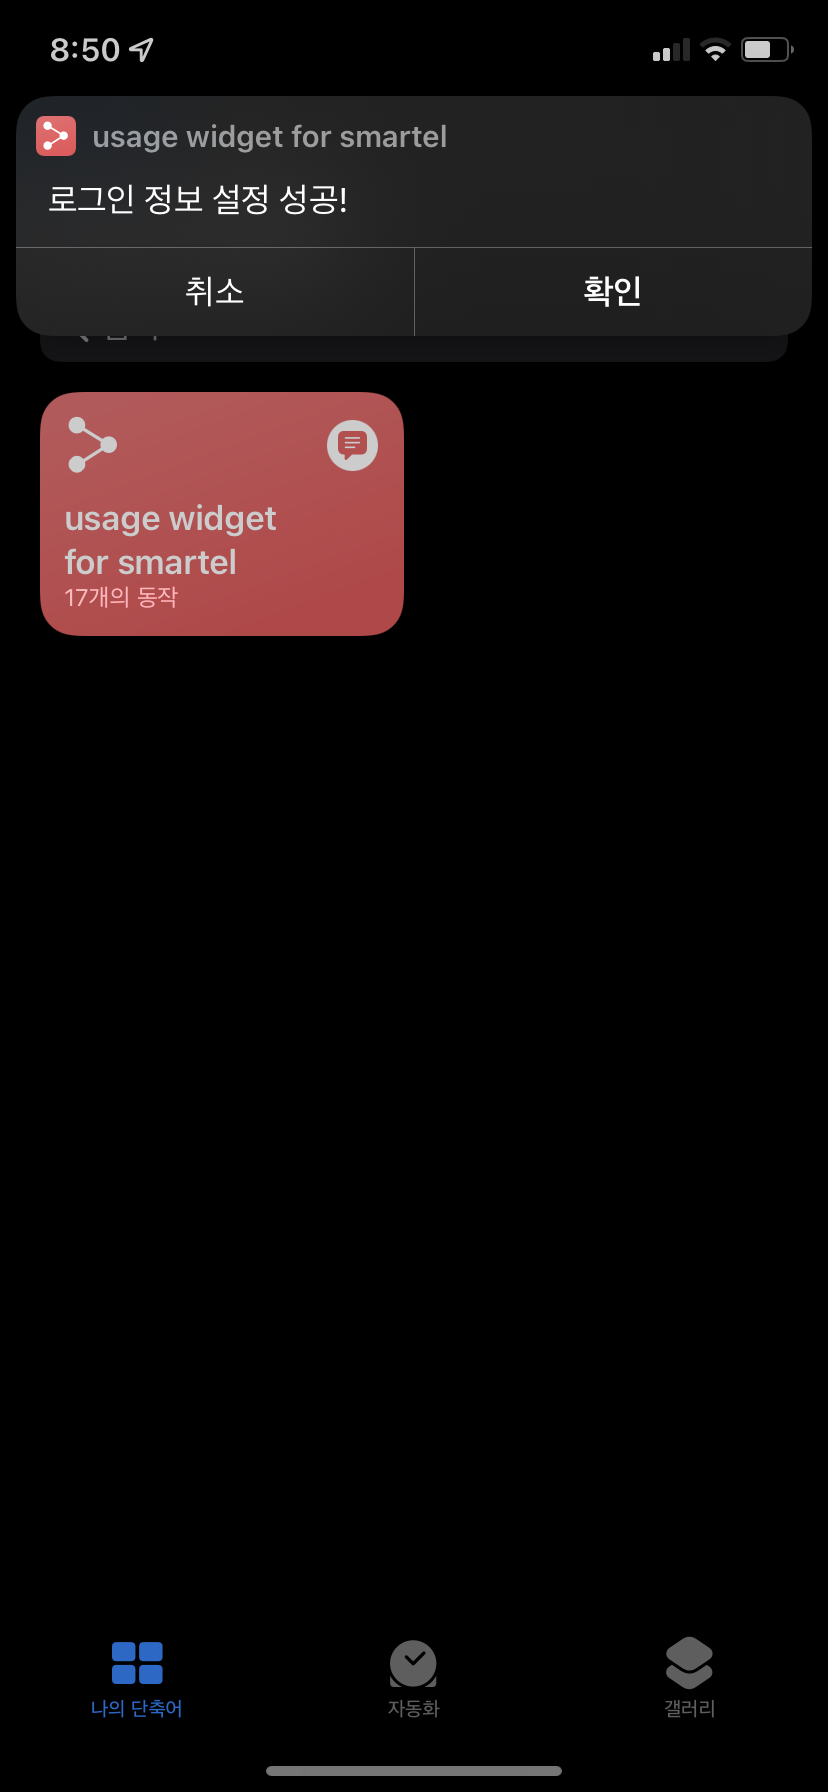 8:50
usage widget for smartel
로그인 정보 설정 성공!
취소
확인
usage widget
for smartel
17개의 동작
나의 단축어
자동화
갤러리